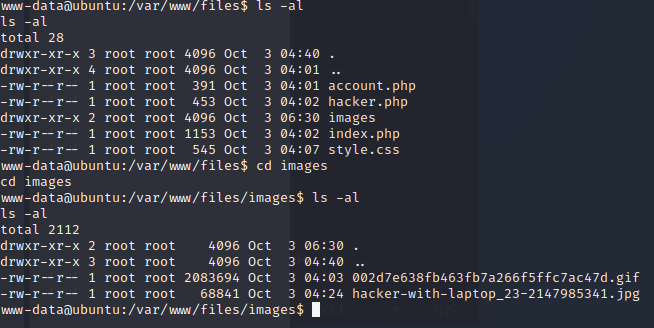 www-data@ubuntu:/var/www/files$ ls -al
ls -al
total 28
drwxr-xr-x 3 root root 4096 Oct  3 04:40 .
drwxr-xr-x 4 root root 4096 Oct  3 04:01 ..
-rw-r--r-- 1 root root  391 Oct  3 04:01 account.php
-rw-r--r-- 1 root root  453 Oct  3 04:02 hacker.php
drwxr-xr-x 2 root root 4096 Oct  3 06:30 images
-rw-r--r-- 1 root root 1153 Oct  3 04:02 index.php
-rw-r--r-- 1 root root  545 Oct  3 04:07 style.css
www-data@ubuntu:/var/www/files$ cd images
cd images
www-data@ubuntu:/var/www/files/images$ ls -al
ls -al
total 2112
drwxr-xr-x 2 root root    4096 Oct  3 06:30 .
drwxr-xr-x 3 root root    4096 Oct  3 04:40 ..
-rw-r--r-- 1 root root 2083694 Oct  3 04:03 002d7e638fb463fb7a266f5ffc7ac47d.gif
-rw-r--r-- 1 root root   68841 Oct  3 04:24 hacker-with-laptop_23-2147985341.jpg
www-data@ubuntu:/var/www/files/images$